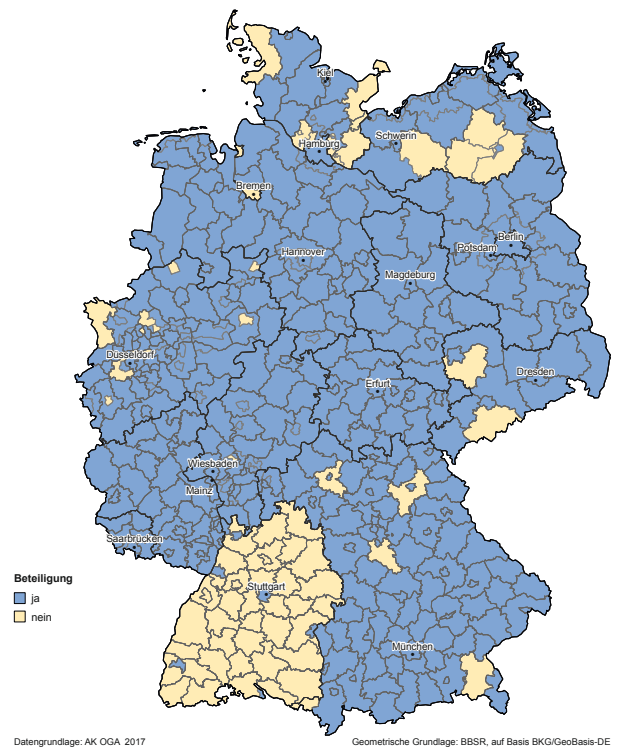 Kiel
Schwerin
Hamburg
Bremen
Berlin
Potsdam
Hannover
Magdeburg
Düsseldorf
Dresden
Erfurt
Wiesbaden
Mainz
Saarbrücken
Stuttgart
München
Beteiligung
ja
nein
Datengrundlage: AK OGA 2017
Geometrische Grundlage: BBSR, auf Basis BKG/GeoBasis-DE